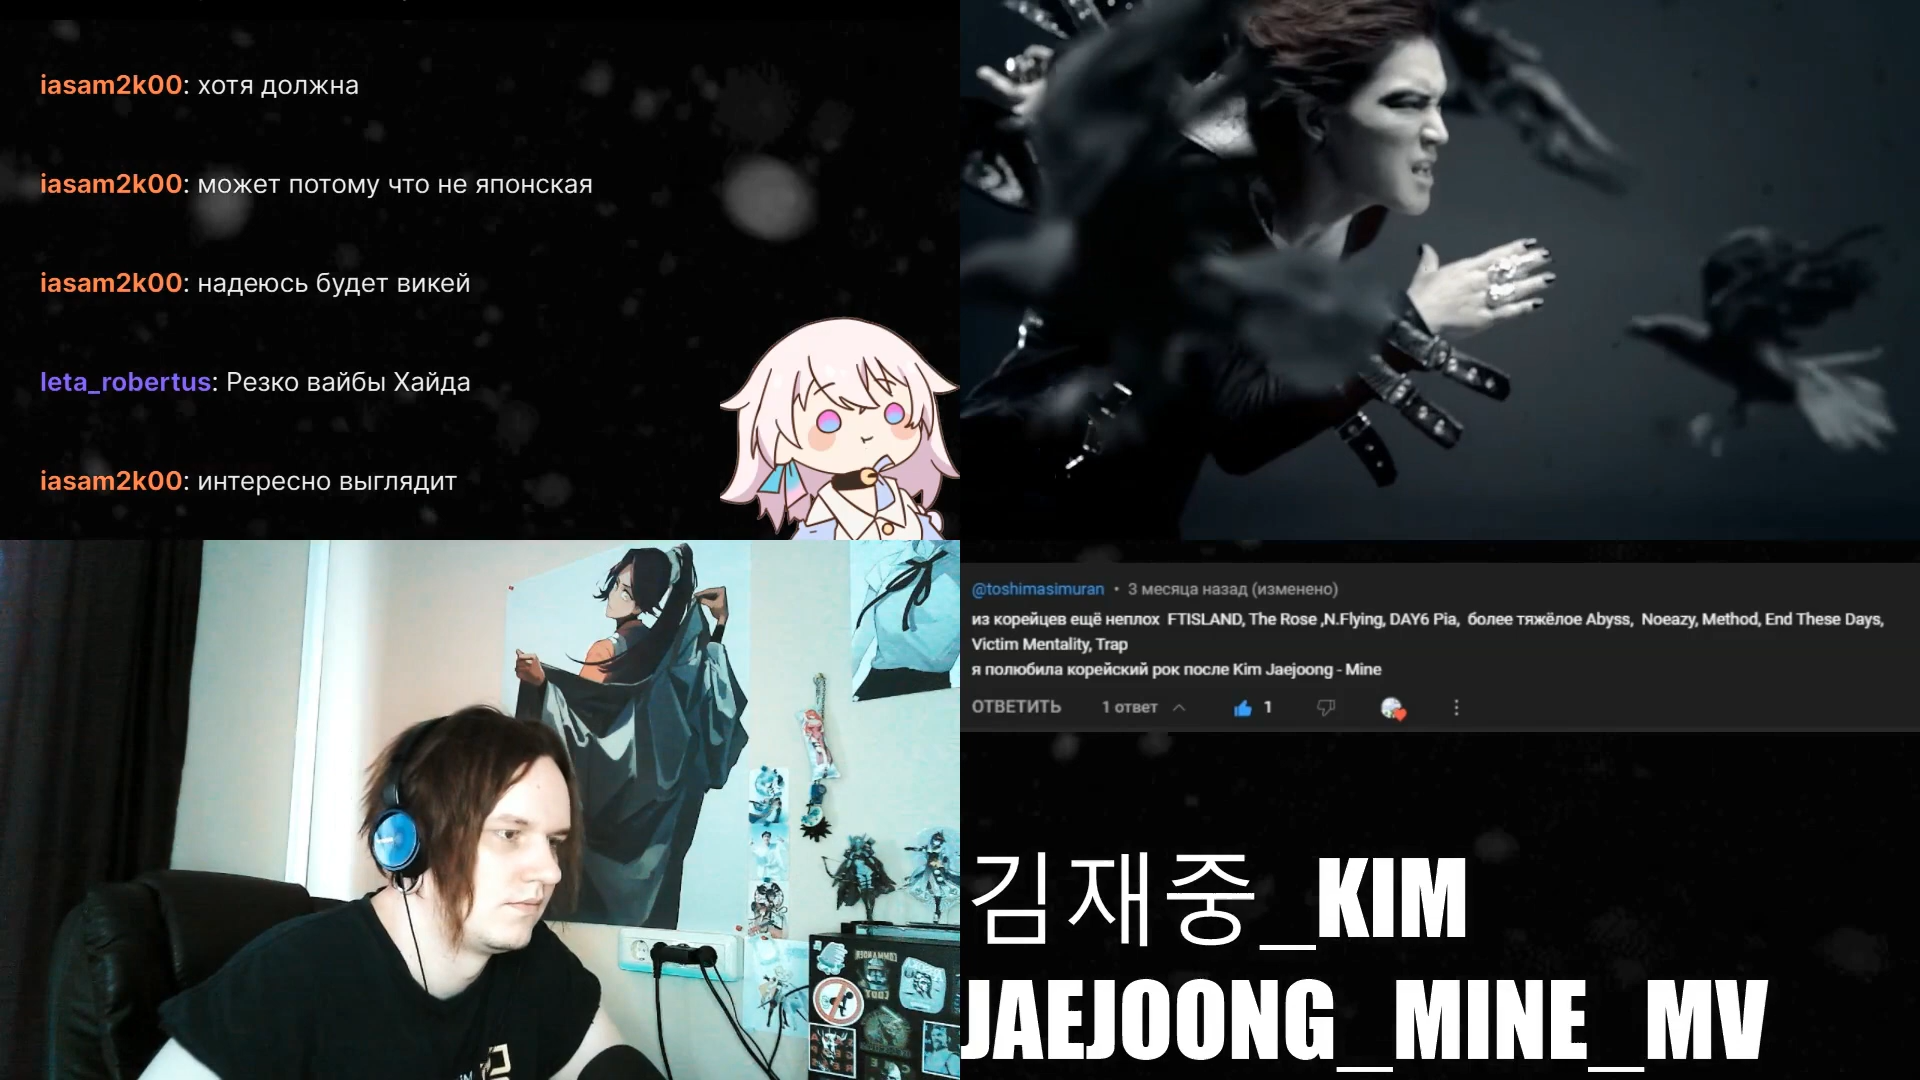 iasam2k00: хотя должна
iasam2k00: может потому что не японская
iasam2k00: надеюсь будет викей
leta_robertus: Резко вайбы Хайда
iasam2k00: интересно выглядит
@toshimasimuran • 3 месяца назад (изменено)
из корейцев ещё неплох FTISLAND, The Rose ,N.Flying, DAY6 Pia, более тяжёлое Abyss, Noeazy, Method, End These Days,
Victim Mentality, Trap
я полюбила корейский рок после Kim Jaejoong - Mine
ОТВЕТИТЬ 1 ответ 1
김재중_KIM
JAEJOONG_MINE_MV
COMMANDER
CODY